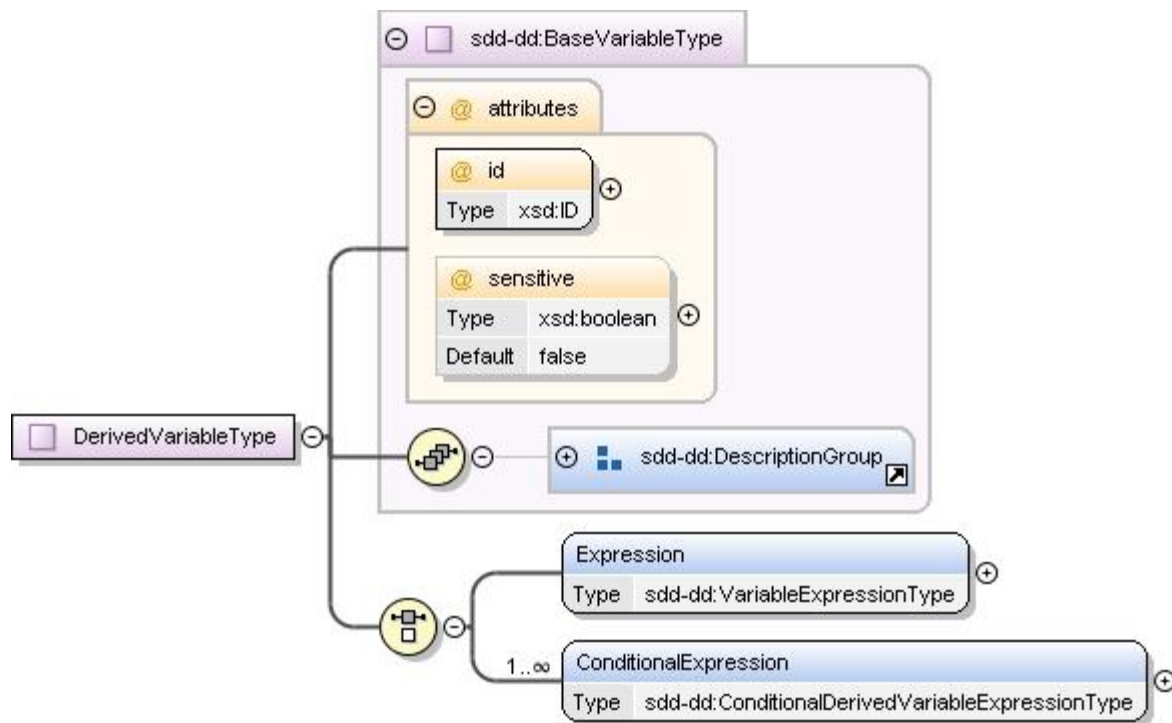 sdd-dd:BaseVariableType
@ attributes
@ id
Type xsd:ID
@ sensitive
Type xsd:boolean
Default false
DerivedVariableType
sdd-dd:DescriptionGroup
Expression
Type sdd-dd:VariableExpressionType
1..∞
ConditionalExpression
Type sdd-dd:ConditionalDerivedVariableExpressionType